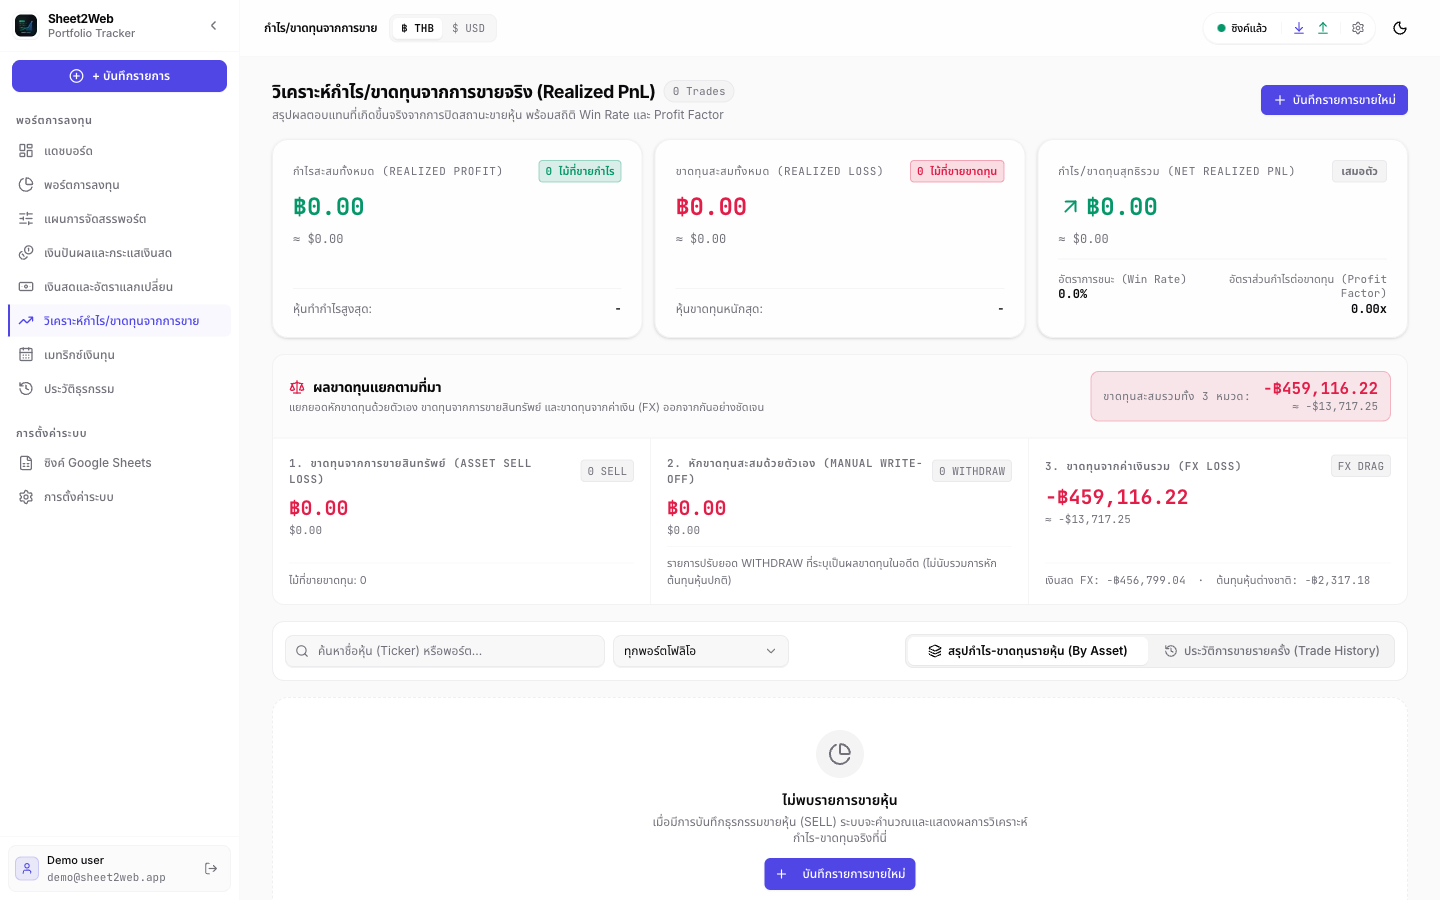 Sheet2Web
Portfolio Tracker
+ บันทึกรายการ
พอร์ตการลงทุน
แดชบอร์ด
พอร์ตการลงทุน
แผนการจัดสรรพอร์ต
เงินปันผลและกระแสเงินสด
เงินสดและอัตราแลกเปลี่ยน
วิเคราะห์กำไร/ขาดทุนจากการขาย
เมทริกซ์เงินทุน
ประวัติธุรกรรม
การตั้งค่าระบบ
ซิงค์ Google Sheets
การตั้งค่าระบบ
Demo user
demo@sheet2web.app
กำไร/ขาดทุนจากการขาย
฿ THB
$ USD
ซิงค์แล้ว
วิเคราะห์กำไร/ขาดทุนจากการขายจริง (Realized PnL)
0 Trades
สรุปผลตอบแทนที่เกิดขึ้นจริงจากการปิดสถานะขายหุ้น พร้อมสถิติ Win Rate และ Profit Factor
บันทึกรายการขายใหม่
กำไรสะสมทั้งหมด (REALIZED PROFIT)
0 ไม้ที่ขายกำไร
฿0.00
≈ $0.00
หุ้นทำกำไรสูงสุด:
-
ขาดทุนสะสมทั้งหมด (REALIZED LOSS)
0 ไม้ที่ขายขาดทุน
฿0.00
≈ $0.00
หุ้นขาดทุนหนักสุด:
-
กำไร/ขาดทุนสุทธิรวม (NET REALIZED PNL)
เสมอตัว
฿0.00
≈ $0.00
อัตราการชนะ (Win Rate)
0.0%
อัตราส่วนกำไรต่อขาดทุน (Profit
Factor)
0.00x
ผลขาดทุนแยกตามที่มา
แยกยอดหักขาดทุนด้วยตัวเอง ขาดทุนจากการขายสินทรัพย์ และขาดทุนจากค่าเงิน (FX) ออกจากกันอย่างชัดเจน
ขาดทุนสะสมรวมทั้ง 3 หมวด:
-฿459,116.22
≈ -$13,717.25
1. ขาดทุนจากการขายสินทรัพย์ (ASSET SELL
LOSS)
0 SELL
฿0.00
$0.00
ไม้ที่ขายขาดทุน: 0
2. หักขาดทุนสะสมด้วยตัวเอง (MANUAL WRITE-
OFF)
0 WITHDRAW
฿0.00
$0.00
รายการปรับยอด WITHDRAW ที่ระบุเป็นผลขาดทุนในอดีต (ไม่นับรวมการหัก
ต้นทุนหุ้นปกติ)
3. ขาดทุนจากค่าเงินรวม (FX LOSS)
FX DRAG
-฿459,116.22
≈ -$13,717.25
เงินสด FX: -฿456,799.04 · ต้นทุนหุ้นต่างชาติ: -฿2,317.18
ค้นหาชื่อหุ้น (Ticker) หรือพอร์ต...
ทุกพอร์ตโฟลิโอ
สรุปกำไร-ขาดทุนรายหุ้น (By Asset)
ประวัติการขายรายครั้ง (Trade History)
ไม่พบรายการขายหุ้น
เมื่อมีการบันทึกธุรกรรมขายหุ้น (SELL) ระบบจะคำนวณและแสดงผลการวิเคราะห์
กำไร-ขาดทุนจริงที่นี่
บันทึกรายการขายใหม่